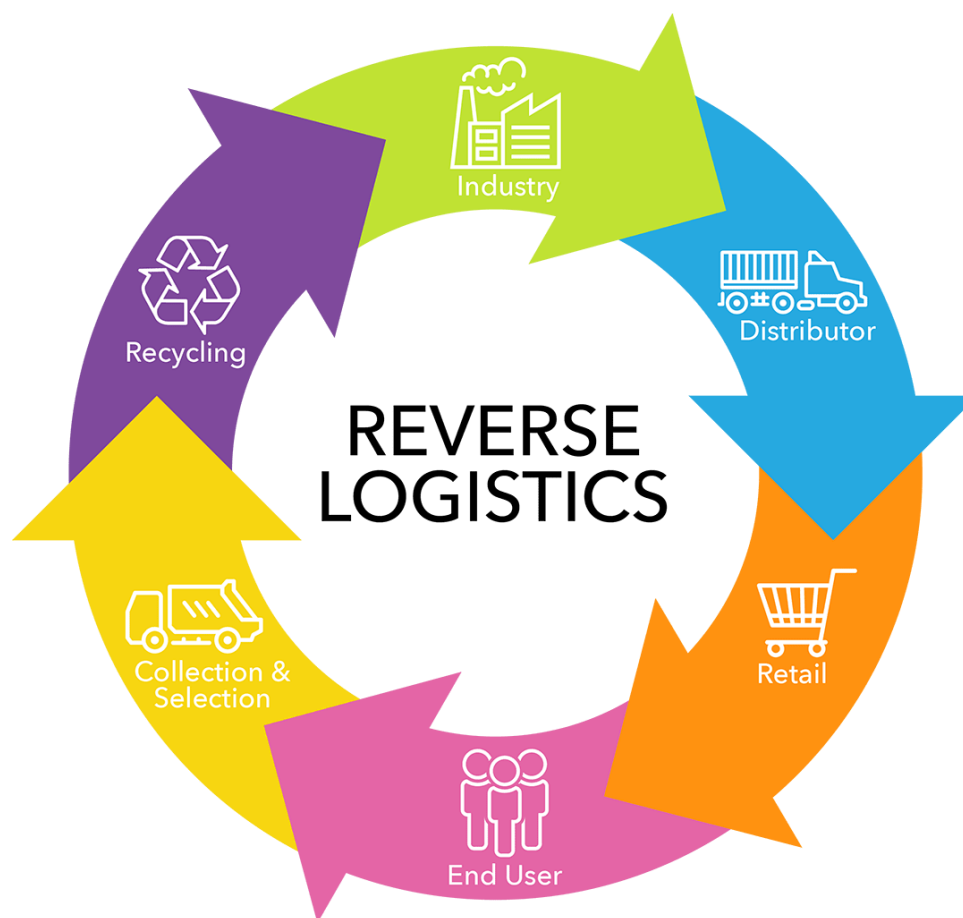 REVERSE
LOGISTICS
Industry
Distributor
Retail
End User
Collection &
Selection
Recycling